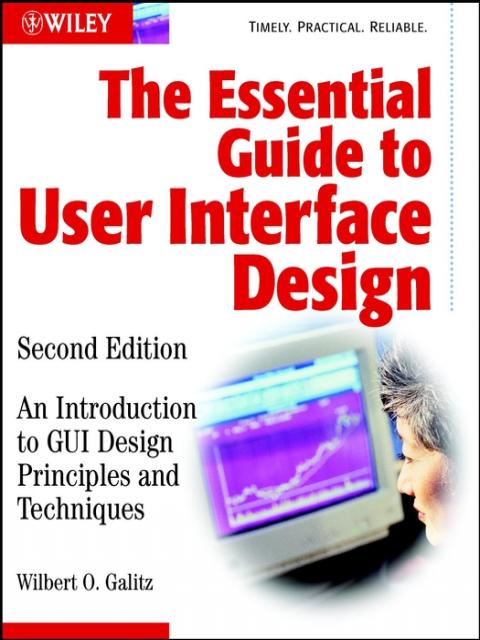 WILEY
TIMELY. PRACTICAL. RELIABLE.
The Essential
Guide to
User Interface
Design
Second Edition
An Introduction
to GUI Design
Principles and
Techniques
Wilbert O. Galitz